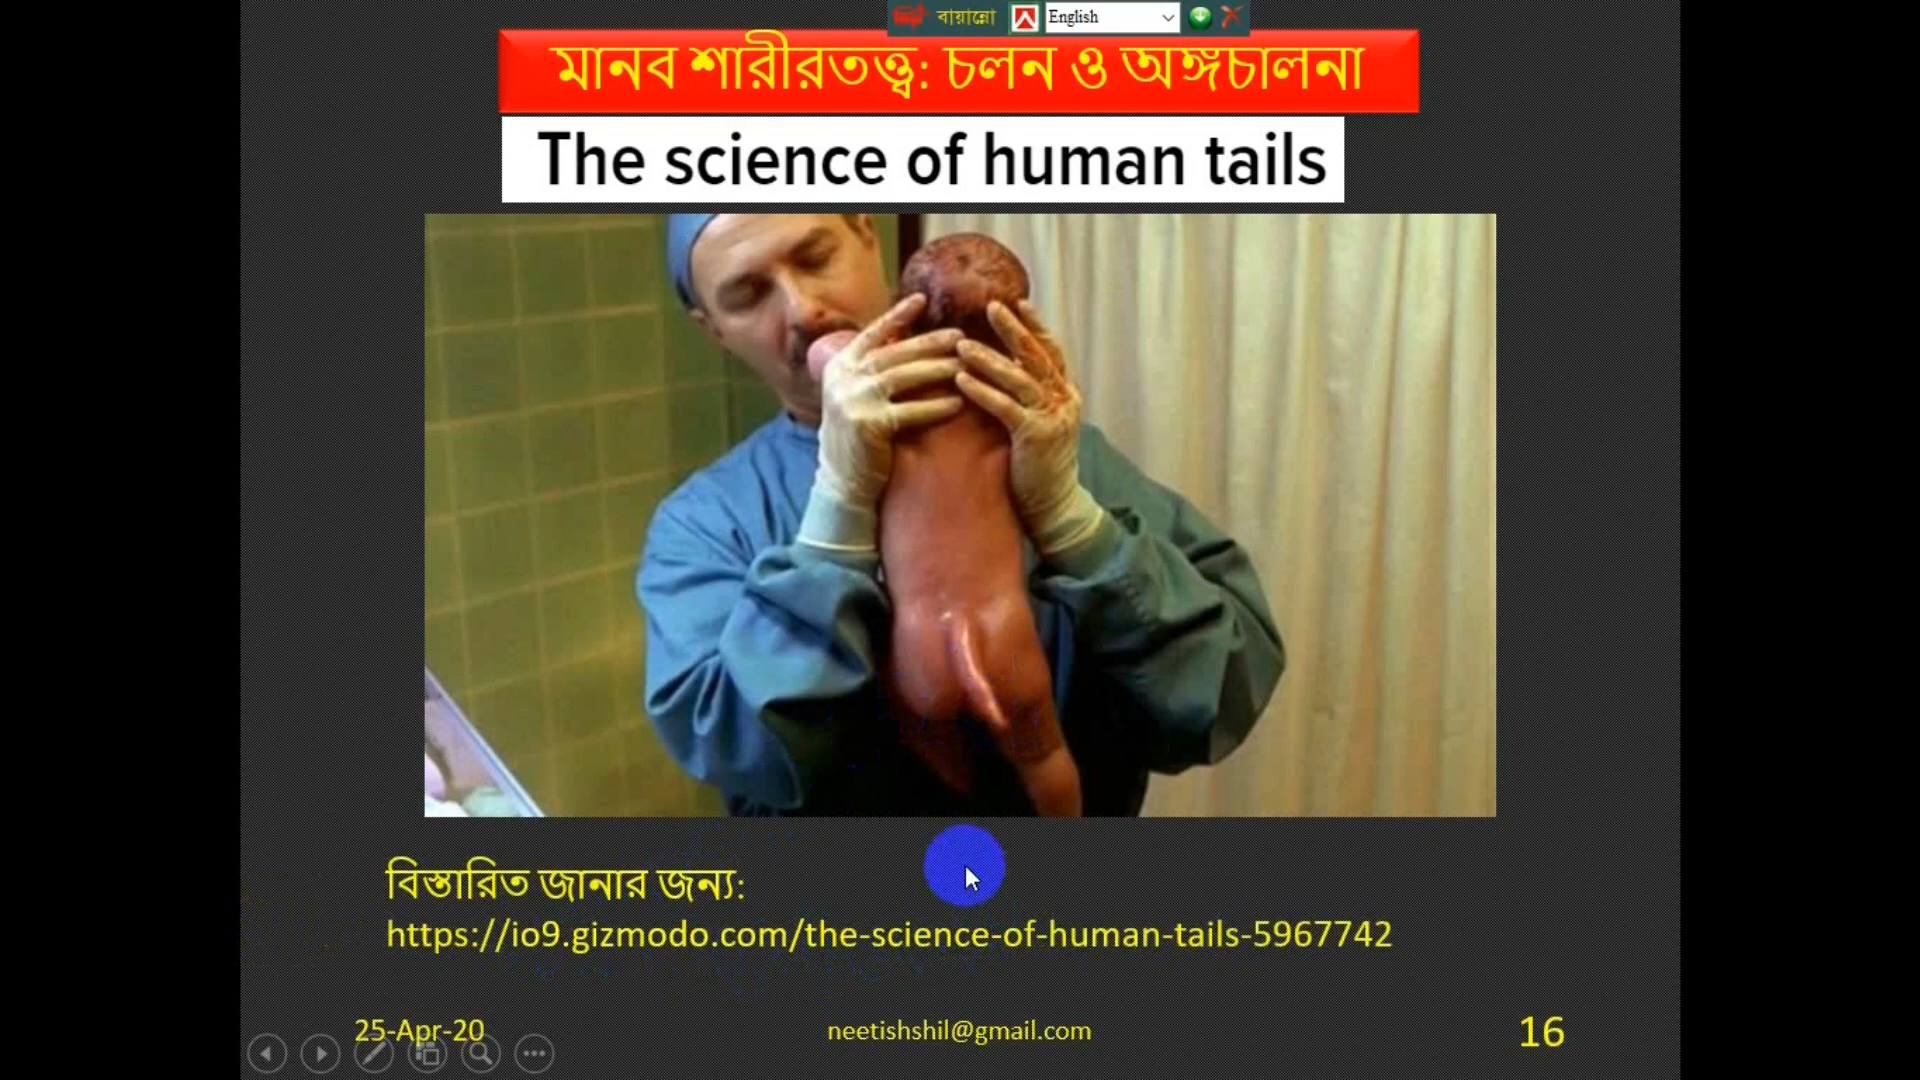 বায়ান্নো English
মানব শারীরতত্ত্ব: চলন ও অঙ্গচালনা
The science of human tails
বিস্তারিত জানার জন্য:
https://io9.gizmodo.com/the-science-of-human-tails-5967742
25-Apr-20 neetishshil@gmail.com 16